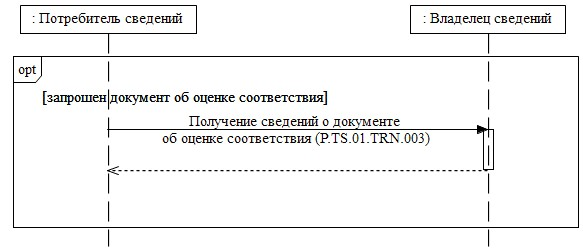 : Потребитель сведений
: Владелец сведений
opt
[запрошен документ об оценке соответствия]
Получение сведений о документе
об оценке соответствия (P.TS.01.TRN.003)